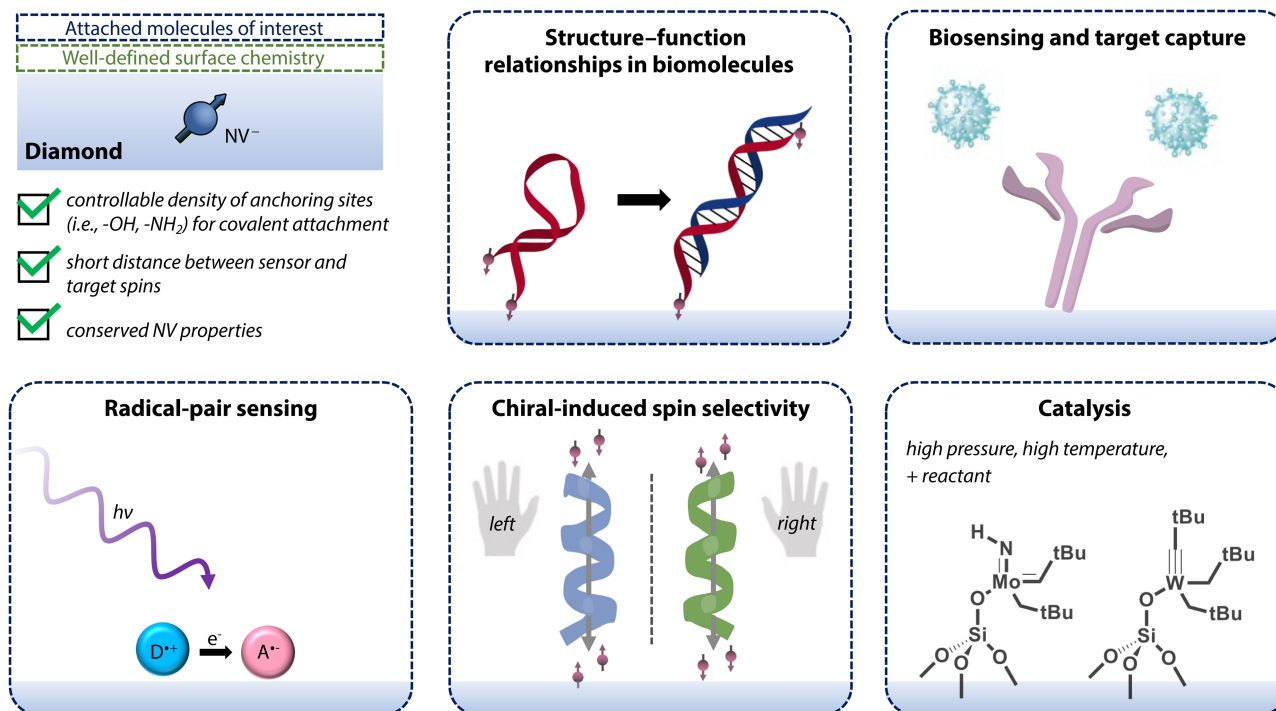 Attached molecules of interest
Well-defined surface chemistry
NV⁻
Diamond
controllable density of anchoring sites
(i.e., -OH, -NH₂) for covalent attachment
short distance between sensor and
target spins
conserved NV properties
Structure–function
relationships in biomolecules
Biosensing and target capture
Radical-pair sensing
hν
D•+
e⁻
A•-
Chiral-induced spin selectivity
left
right
Catalysis
high pressure, high temperature,
+ reactant
H
N
tBu
Mo
O
tBu
Si
O
O
O
tBu
tBu
W
O
tBu
Si
O
O
O